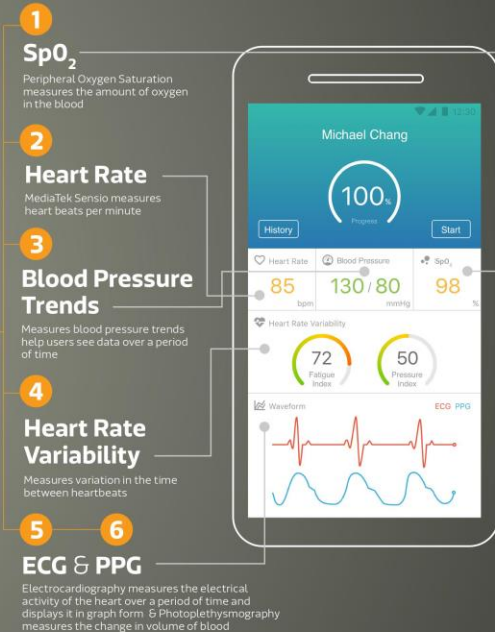 1
SpO₂
Peripheral Oxygen Saturation
measures the amount of oxygen
in the blood
2
Heart Rate
MediaTek Sensio measures
heart beats per minute
3
Blood Pressure
Trends
Measures blood pressure trends
help users see data over a period
of time
4
Heart Rate
Variability
Measures variation in the time
between heartbeats
5 6
ECG & PPG
Electrocardiography measures the electrical
activity of the heart over a period of time and
displays it in graph form & Photoplethysmography
measures the change in volume of blood
12:30
Michael Chang
100%
Progress
History Start
Heart Rate Blood Pressure SpO₂
85 130/80 98
bpm mmHg %
Heart Rate Variability
72 50
Fatigue Pressure
Index Index
Waveform ECG PPG